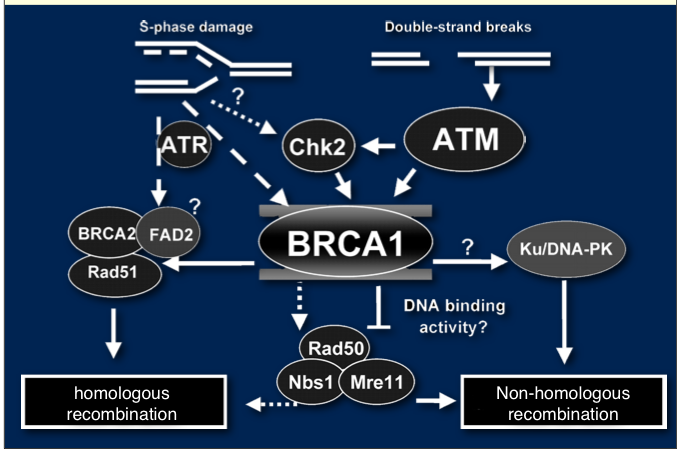 S-phase damage
Double-strand breaks
?
ATR
Chk2
ATM
?
BRCA2
FAD2
BRCA1
?
Ku/DNA-PK
Rad51
DNA binding
activity?
Rad50
Nbs1
Mre11
homologous
recombination
Non-homologous
recombination